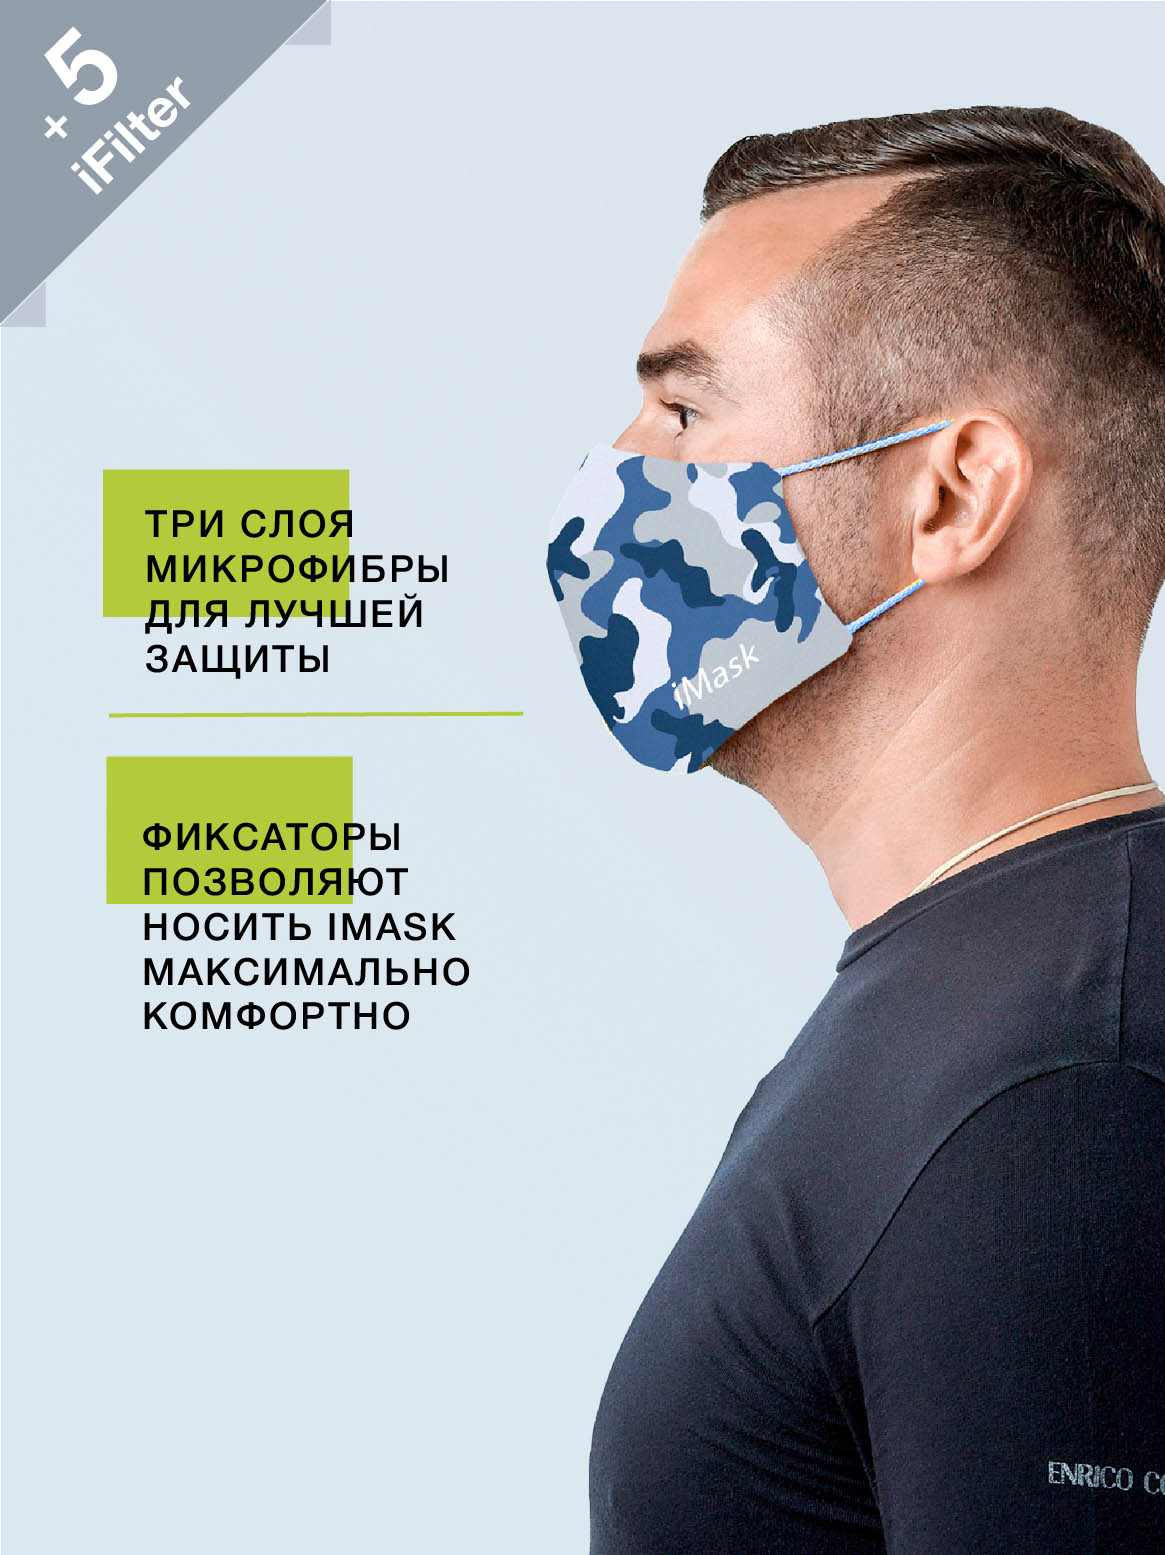 +5
iFilter
ТРИ СЛОЯ
МИКРОФИБРЫ
ДЛЯ ЛУЧШЕЙ
ЗАЩИТЫ
ФИКСАТОРЫ
ПОЗВОЛЯЮТ
НОСИТЬ IMASK
МАКСИМАЛЬНО
КОМФОРТНО
iMask
ENRICO